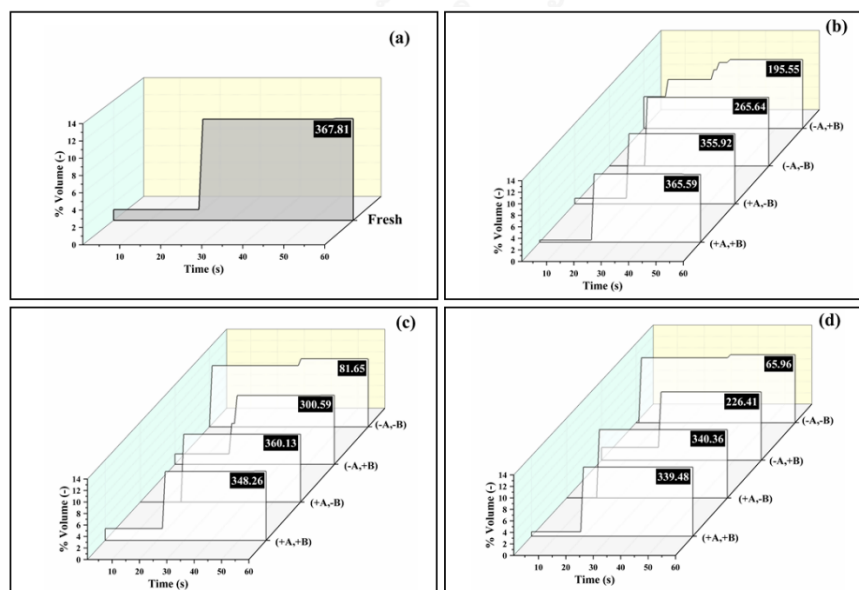 (a)
367.81
14
12
10
8
6
4
2
0
% Volume (-)
10 20 30 40 50 60
Time (s)
Fresh
(b)
195.55
265.64
355.92
365.59
(-A,+B)
(-A,-B)
(+A,-B)
(+A,+B)
14
12
10
8
6
4
2
0
% Volume (-)
10 20 30 40 50 60
Time (s)
(c)
81.65
300.59
360.13
348.26
(-A,-B)
(-A,+B)
(+A,-B)
(+A,+B)
14
12
10
8
6
4
2
0
% Volume (-)
10 20 30 40 50 60
Time (s)
(d)
65.96
226.41
340.36
339.48
(-A,-B)
(-A,+B)
(+A,-B)
(+A,+B)
14
12
10
8
6
4
2
0
% Volume (-)
10 20 30 40 50 60
Time (s)